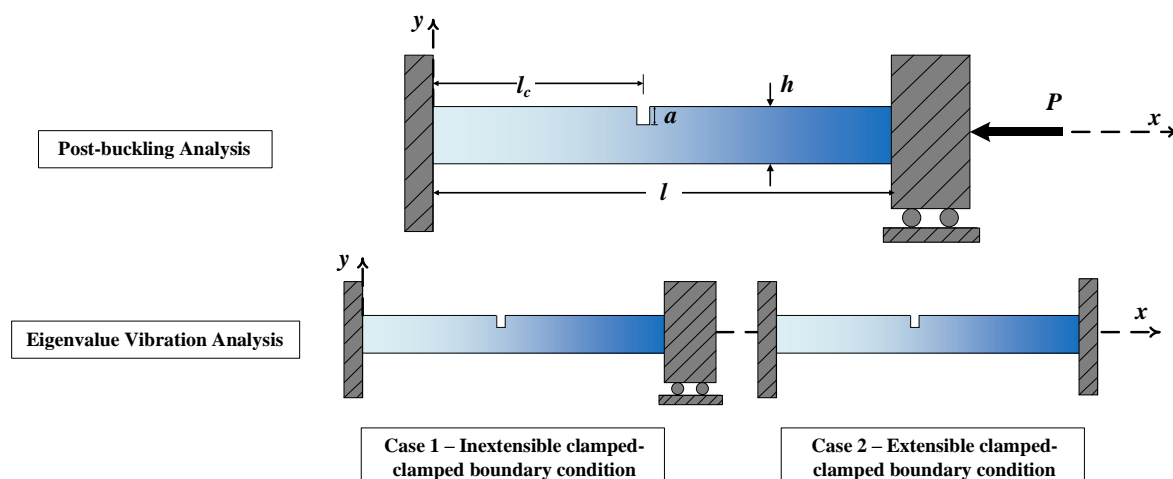 y
l_c
h
a
P
x
Post-buckling Analysis
l
y
x
Eigenvalue Vibration Analysis
Case 1 – Inextensible clamped-
clamped boundary condition
Case 2 – Extensible clamped-
clamped boundary condition